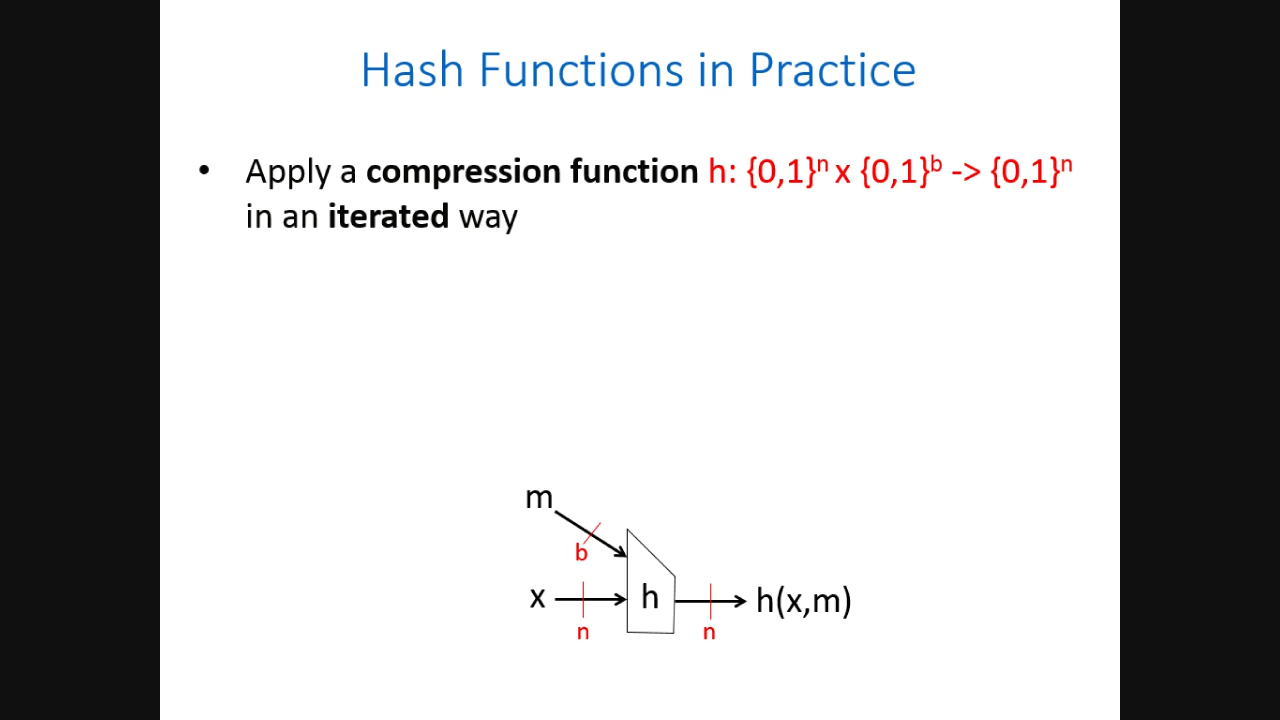 Hash Functions in Practice
• Apply a compression function h: {0,1}ⁿ x {0,1}ᵇ -> {0,1}ⁿ
in an iterated way
m
b
x
h
h(x,m)
n
n